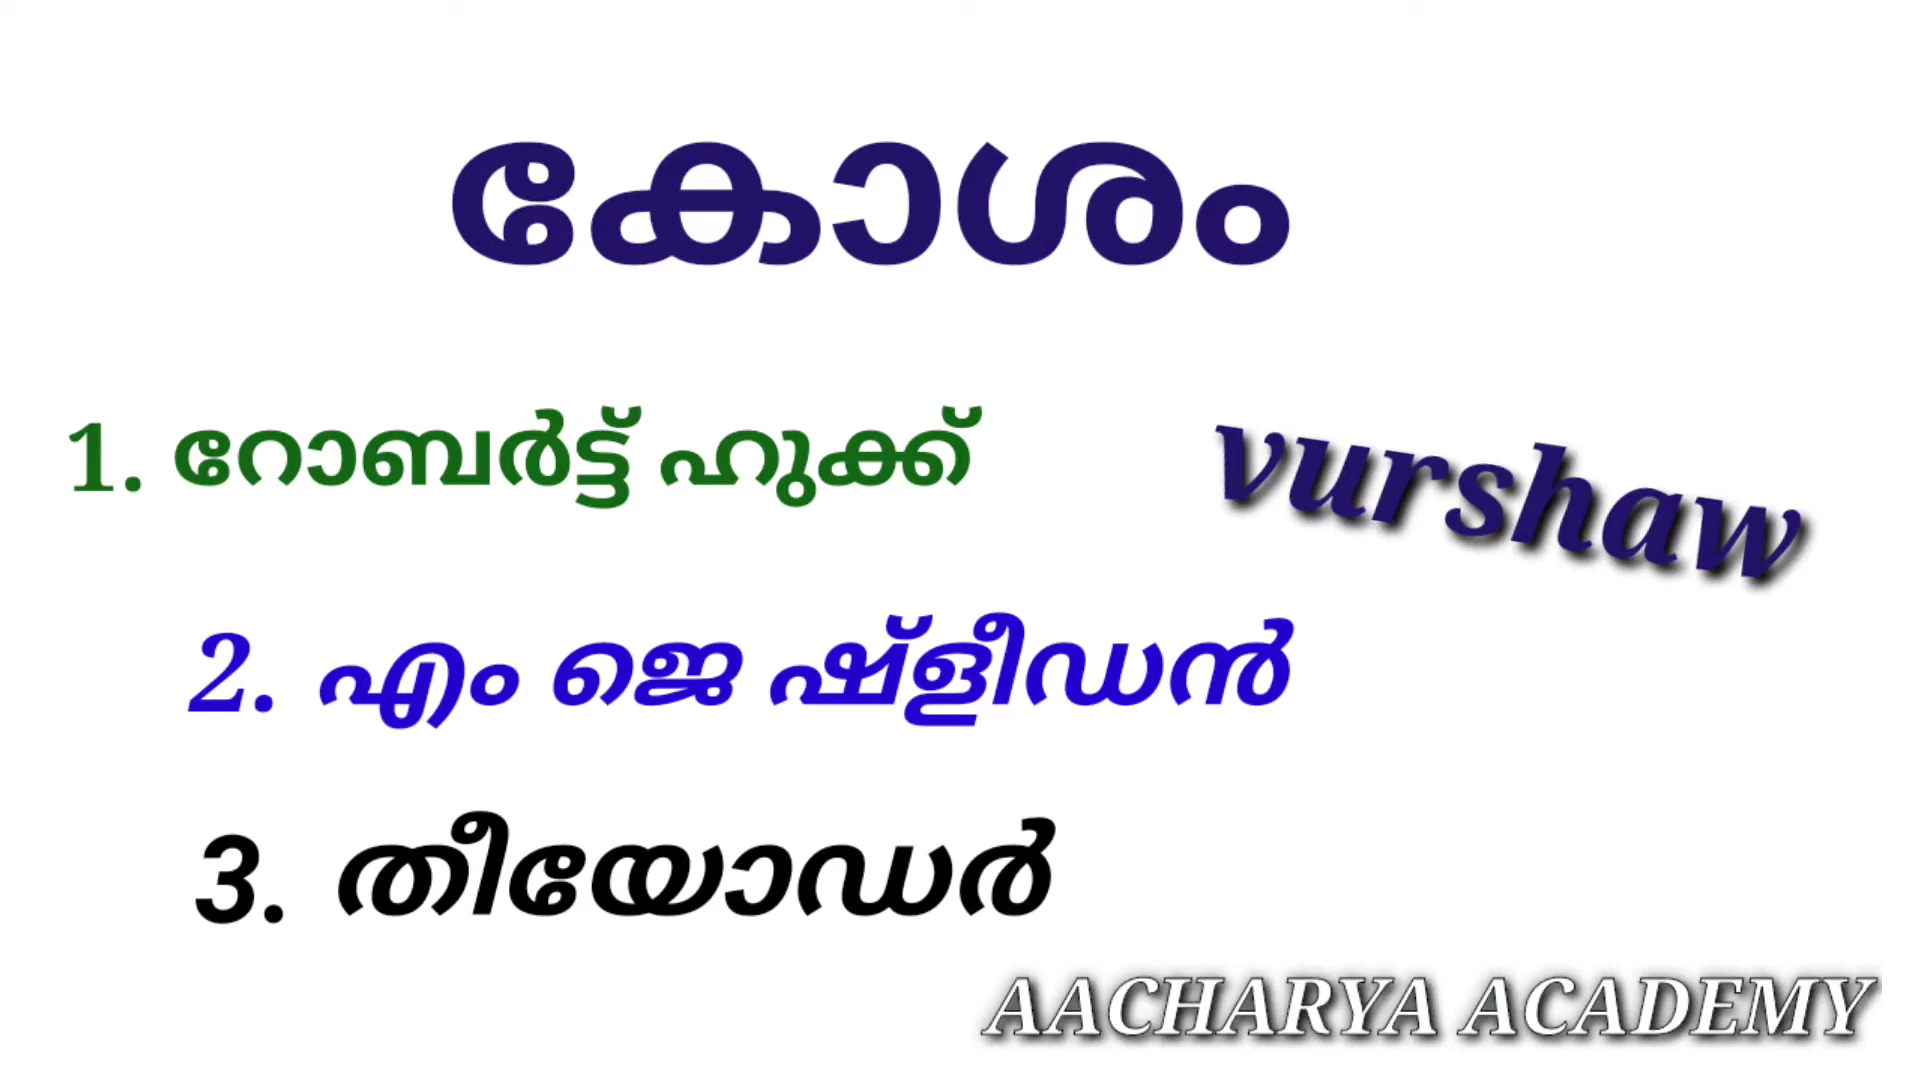 കോശം
1. റോബർട്ട് ഹുക്ക്
vurshaw
2. എം ജെ ഷ്ളീഡൻ
3. തീയോഡർ
AACHARYA ACADEMY